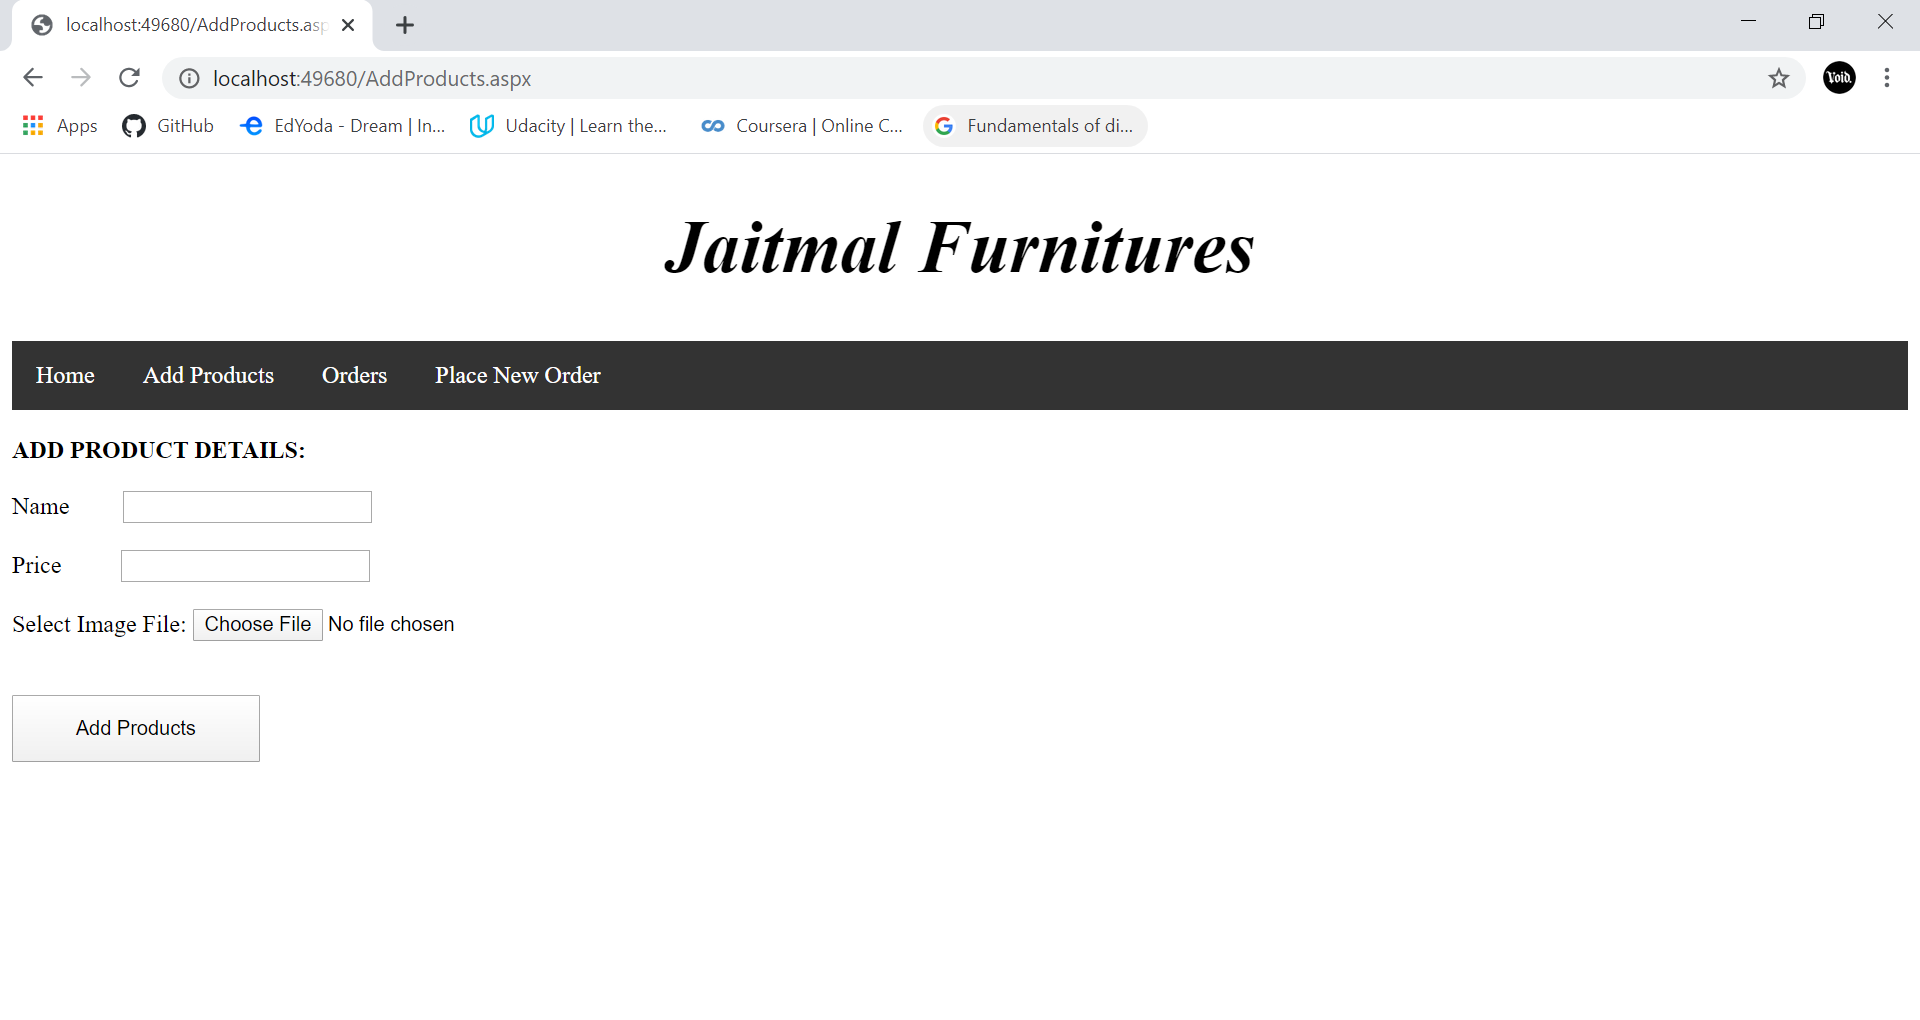 localhost:49680/AddProducts.asp
localhost:49680/AddProducts.aspx
Void.
Apps GitHub EdYoda - Dream | In... Udacity | Learn the... Coursera | Online C... Fundamentals of di...
Jaitmal Furnitures
Home Add Products Orders Place New Order
ADD PRODUCT DETAILS:
Name
Price
Select Image File: Choose File No file chosen
Add Products